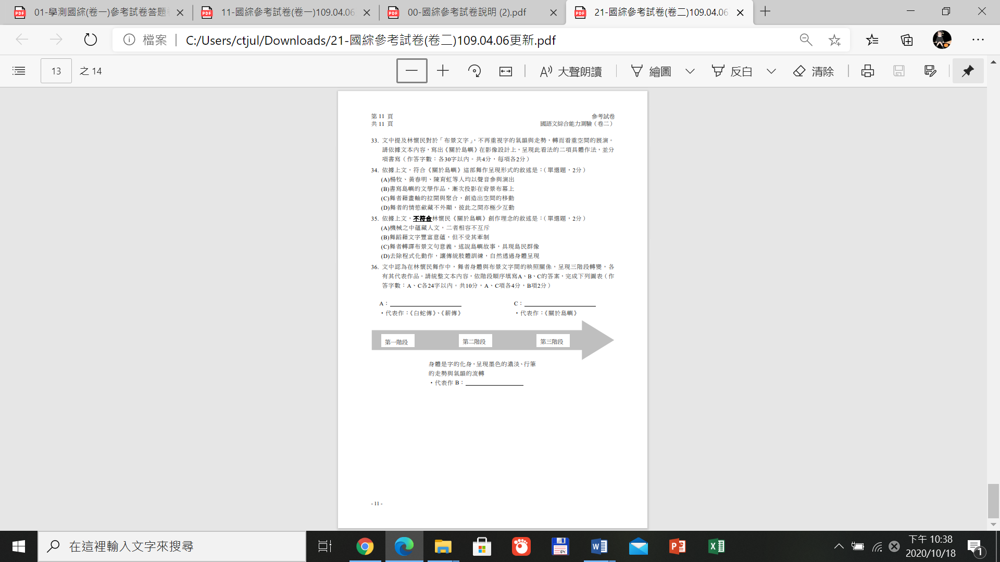 01-學測國綜(卷一)參考試卷答題
11-國綜參考試卷(卷一)109.04.06
00-國綜參考試卷說明 (2).pdf
21-國綜參考試卷(卷二)109.04.06
檔案
C:/Users/ctjul/Downloads/21-國綜參考試卷(卷二)109.04.06更新.pdf
13 之 14
大聲朗讀
繪圖
反白
清除
第 11 頁
共 11 頁
參考試卷
國語文綜合能力測驗（卷二）
33. 文中提及林懷民對於「布景文字」，不再重視字的氣韻與走勢，轉而看重空間的展演。
請依據文本內容，寫出《關於島嶼》在影像設計上，呈現此看法的二項具體作法，並分
項書寫（作答字數：各30字以內。共4分，每項各2分）
34. 依據上文，符合《關於島嶼》這部舞作呈現形式的敘述是：（單選題，2分）
(A)楊牧、黃春明、陳育虹等人均以聲音參與演出
(B)書寫島嶼的文學作品，漸次投影在背景布幕上
(C)舞者藉畫軸的拉開與聚合，創造出空間的移動
(D)舞者的情慾歛藏不外顯，彼此之間亦極少互動
35. 依據上文，不符合林懷民《關於島嶼》創作理念的敘述是：（單選題，2分）
(A)機械之中蘊藏人文，二者相容不互斥
(B)舞蹈藉文字豐富意蘊，但不受其牽制
(C)舞者轉譯布景文句意義，述說島嶼故事，具現島民群像
(D)去除程式化動作，讓傳統肢體訓練，自然透過身體呈現
36. 文中認為在林懷民舞作中，舞者身體與布景文字間的映照關係，呈現三階段轉變，各
有其代表作品。請統整文本內容，依階段順序填寫A、B、C的答案，完成下列圖表（作
答字數：A、C各24字以內。共10分，A、C項各4分，B項2分）
A：
・代表作：《白蛇傳》、《薪傳》
C：
・代表作：《關於島嶼》
第一階段
第二階段
第三階段
身體是字的化身，呈現墨色的濃淡、行筆
的走勢與氣韻的流轉
・代表作 B：
- 11 -
在這裡輸入文字來搜尋
下午 10:38
2020/10/18
1